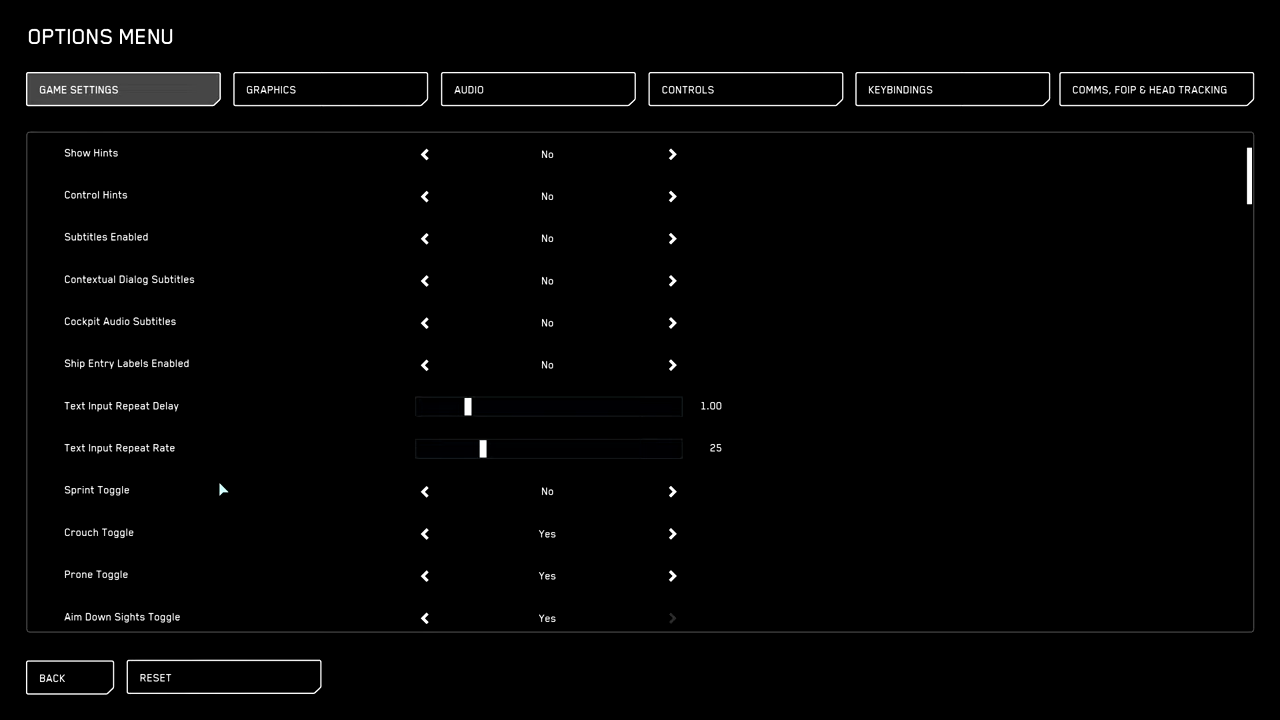 OPTIONS MENU
GAME SETTINGS
GRAPHICS
AUDIO
CONTROLS
KEYBINDINGS
COMMS, FOIP & HEAD TRACKING
Show Hints No
Control Hints No
Subtitles Enabled No
Contextual Dialog Subtitles No
Cockpit Audio Subtitles No
Ship Entry Labels Enabled No
Text Input Repeat Delay 1.00
Text Input Repeat Rate 25
Sprint Toggle No
Crouch Toggle Yes
Prone Toggle Yes
Aim Down Sights Toggle Yes
BACK
RESET